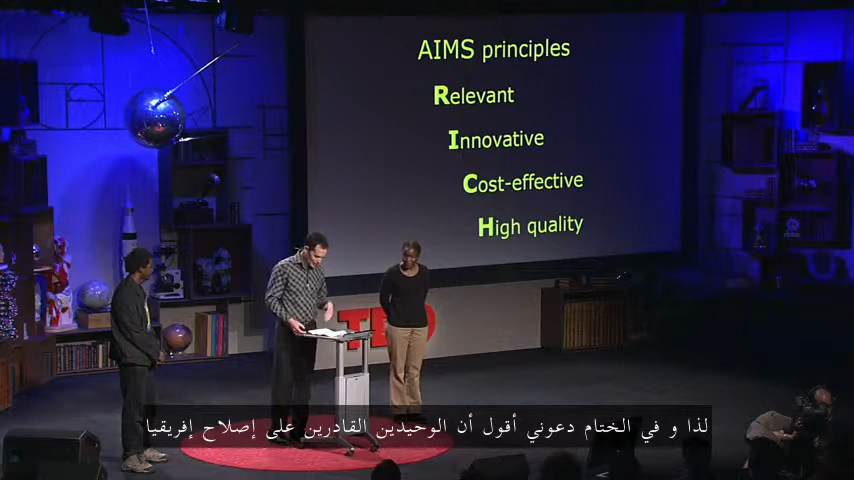 AIMS principles
Relevant
Innovative
Cost-effective
High quality
TED
لذا و في الختام دعوني أقول أن الوحيدين القادرين على إصلاح إفريقيا